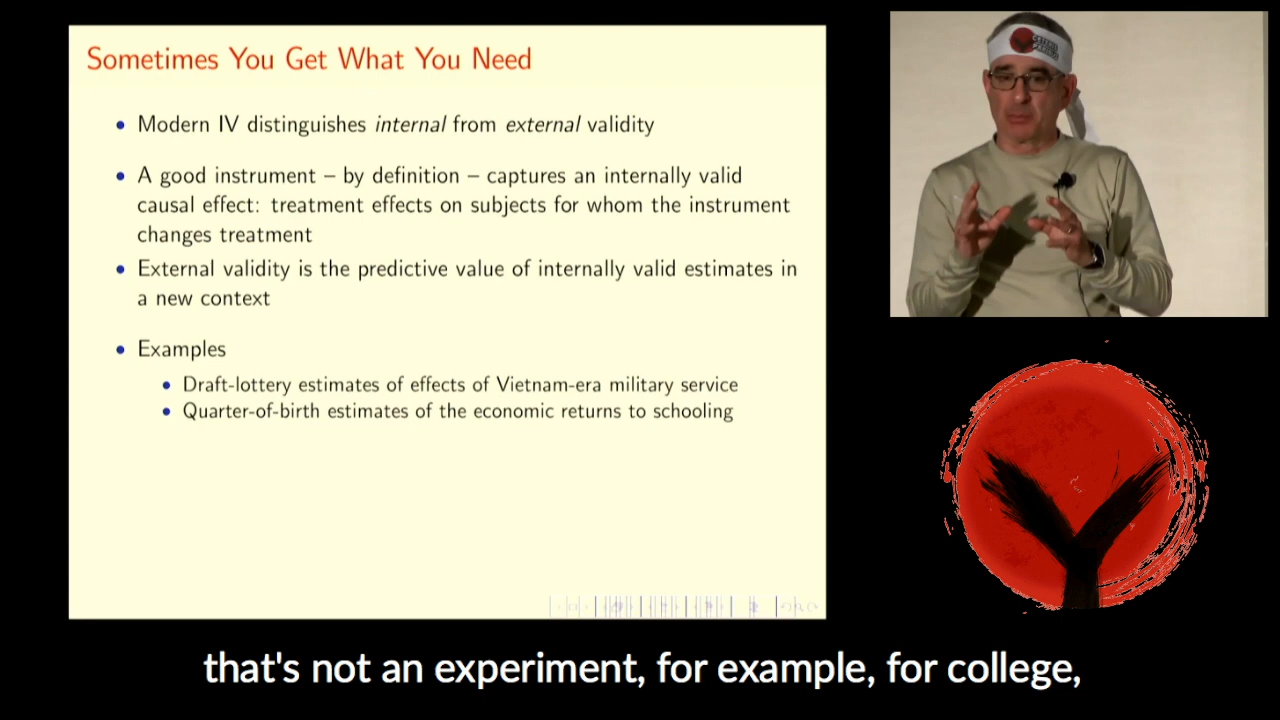 Sometimes You Get What You Need
• Modern IV distinguishes internal from external validity
• A good instrument – by definition – captures an internally valid
causal effect: treatment effects on subjects for whom the instrument
changes treatment
• External validity is the predictive value of internally valid estimates in
a new context
• Examples
• Draft-lottery estimates of effects of Vietnam-era military service
• Quarter-of-birth estimates of the economic returns to schooling
that's not an experiment, for example, for college,